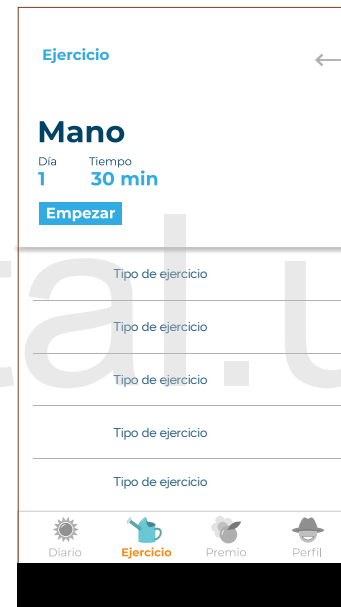 Ejercicio
Mano
Día Tiempo
1 30 min
Empezar
Tipo de ejercicio
Tipo de ejercicio
Tipo de ejercicio
Tipo de ejercicio
Tipo de ejercicio
Diario Ejercicio Premio Perfil
tal.u